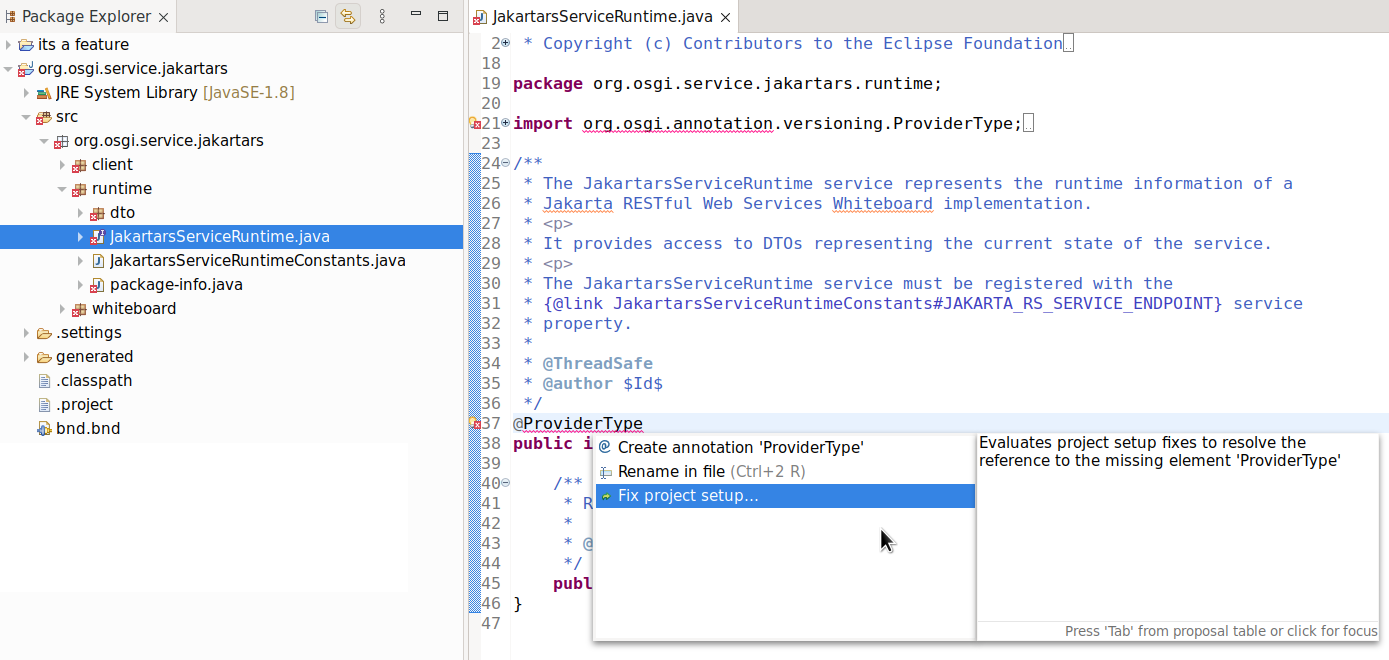 Package Explorer
its a feature
org.osgi.service.jakartars
JRE System Library [JavaSE-1.8]
src
org.osgi.service.jakartars
client
runtime
dto
JakartarsServiceRuntime.java
JakartarsServiceRuntimeConstants.java
package-info.java
whiteboard
.settings
generated
.classpath
.project
bnd.bnd
JakartarsServiceRuntime.java
2 * Copyright (c) Contributors to the Eclipse Foundation
18
19 package org.osgi.service.jakartars.runtime;
20
21 import org.osgi.annotation.versioning.ProviderType;
23
24 /**
25 * The JakartarsServiceRuntime service represents the runtime information of a
26 * Jakarta RESTful Web Services Whiteboard implementation.
27 * <p>
28 * It provides access to DTOs representing the current state of the service.
29 * <p>
30 * The JakartarsServiceRuntime service must be registered with the
31 * {@link JakartarsServiceRuntimeConstants#JAKARTA_RS_SERVICE_ENDPOINT} service
32 * property.
33 *
34 * @ThreadSafe
35 * @author $Id$
36 */
37 @ProviderType
38 public i
39
40 /**
41 * R
42 *
43 * @
44 */
45 publ
46 }
47
Create annotation 'ProviderType'
Rename in file (Ctrl+2 R)
Fix project setup...
Evaluates project setup fixes to resolve the
reference to the missing element 'ProviderType'
Press 'Tab' from proposal table or click for focus